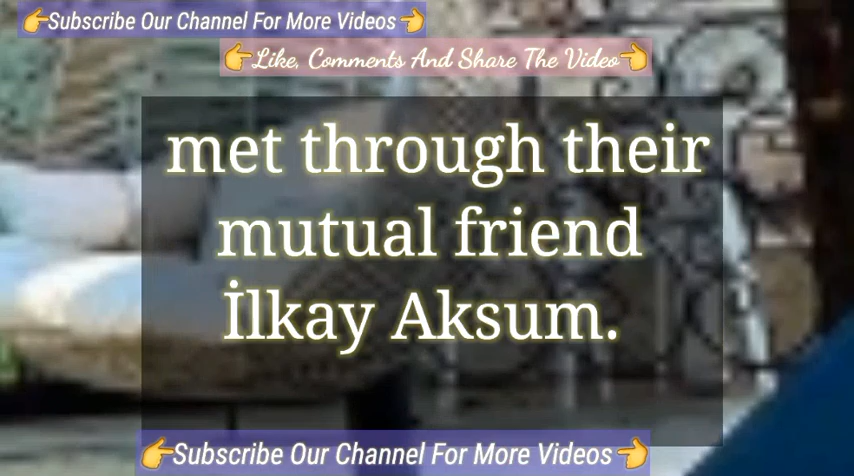 👉Subscribe Our Channel For More Videos👈
👉Like, Comments And Share The Video👈
met through their
mutual friend
İlkay Aksum.
👉Subscribe Our Channel For More Videos👈